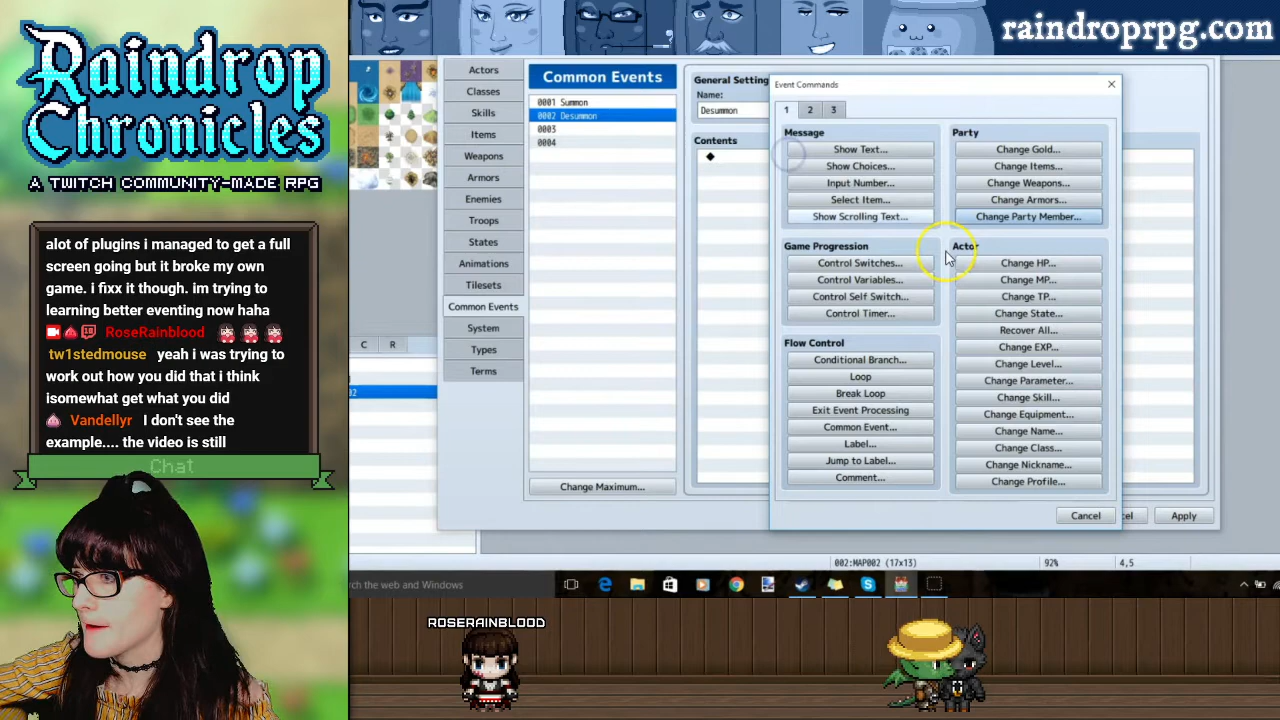 Raindrop
Chronicles
A TWITCH COMMUNITY-MADE RPG
raindroprpg.com
alot of plugins i managed to get a full
screen going but it broke my own
game. i fixx it though. im trying to
learning better eventing now haha
RoseRainblood
tw1stedmouse yeah i was trying to
work out how you did that i think
isomewhat get what you did
Vandellyr I don't see the
example.... the video is still
Chat
C R
Actors
Classes
Skills
Items
Weapons
Armors
Enemies
Troops
States
Animations
Tilesets
Common Events
System
Types
Terms
Common Events
0001 Summon
0002 Desummon
0003
0004
Change Maximum...
General Setting
Name:
Desummon
Contents
Event Commands
1 2 3
Message
Show Text...
Show Choices...
Input Number...
Select Item...
Show Scrolling Text...
Game Progression
Control Switches...
Control Variables...
Control Self Switch...
Control Timer...
Flow Control
Conditional Branch...
Loop
Break Loop
Exit Event Processing
Common Event...
Label...
Jump to Label...
Comment...
Party
Change Gold...
Change Items...
Change Weapons...
Change Armors...
Change Party Member...
Actor
Change HP...
Change MP...
Change TP...
Change State...
Recover All...
Change EXP...
Change Level...
Change Parameter...
Change Skill...
Change Equipment...
Change Name...
Change Class...
Change Nickname...
Change Profile...
Cancel
cel
Apply
002:MAP002 (17x13) 92% 4,5
rch the web and Windows
ROSERAINBLOOD